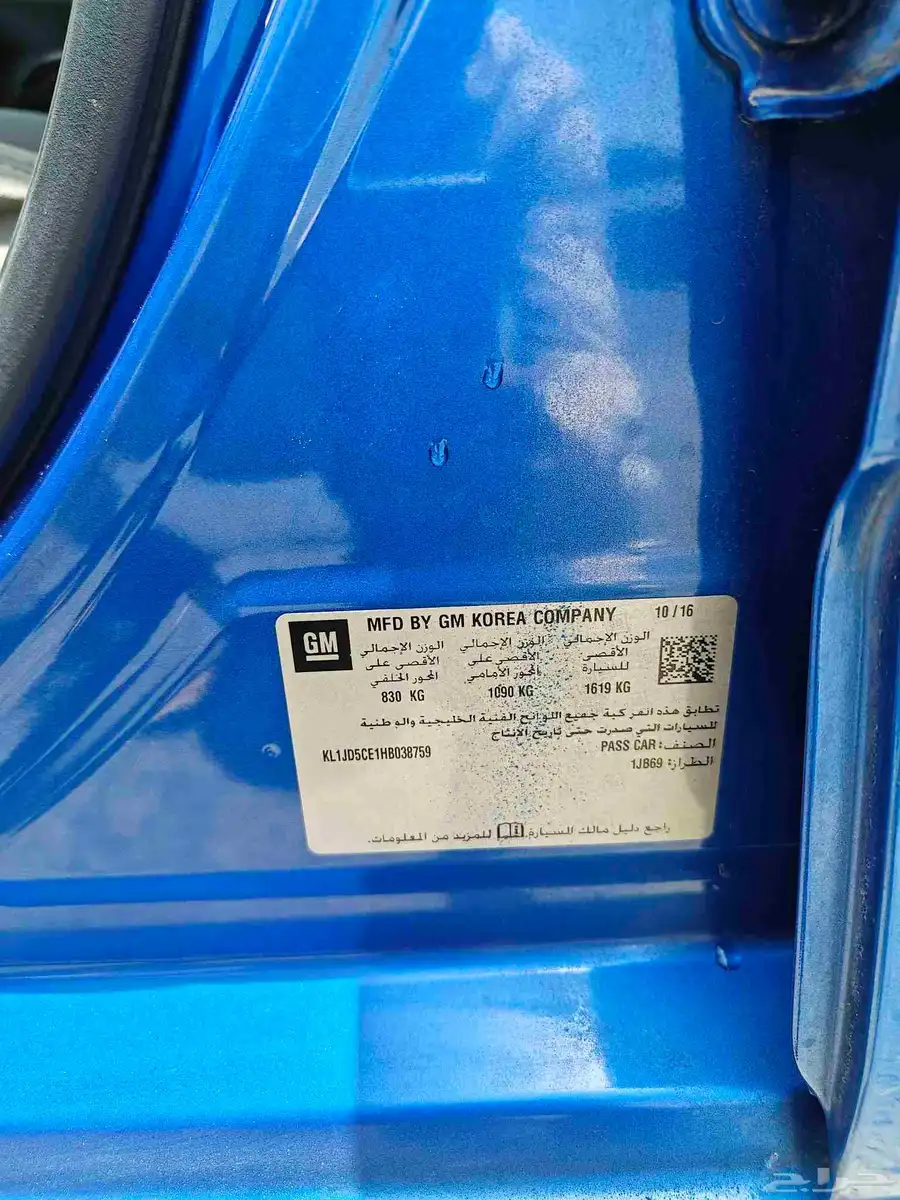 GM
MFD BY GM KOREA COMPANY 10 / 16
الوزن الإجمالي الأقصى للسيارة
1619 KG
الوزن الإجمالي الأقصى على المحور الأمامي
1090 KG
الوزن الإجمالي الأقصى على المحور الخلفي
830 KG
تطابق هذه المركبة جميع اللوائح الفنية الخليجية والوطنية
للسيارات التي صدرت حتى تاريخ الإنتاج
KL1JD5CE1HB038759
الصنف: PASS CAR
الطراز: 1JB69
راجع دليل مالك السيارة للمزيد من المعلومات.
حراج